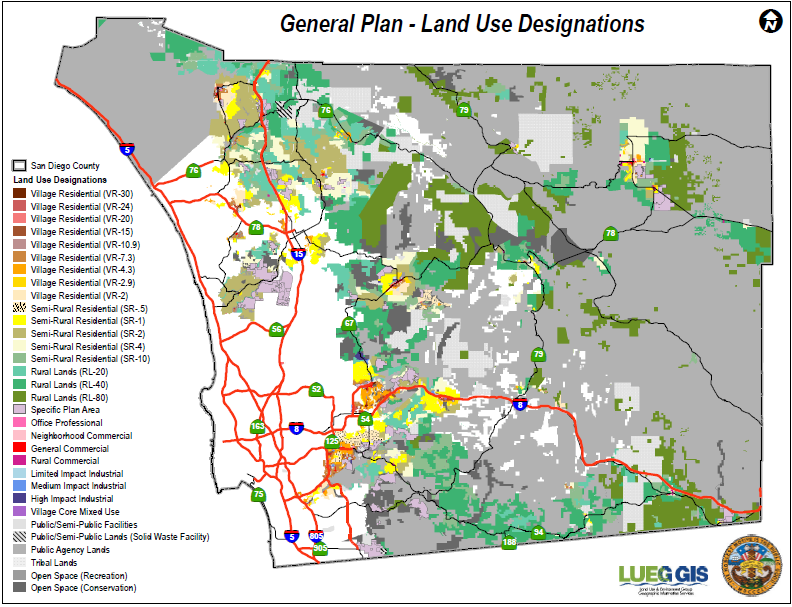 General Plan - Land Use Designations
N
San Diego County
Land Use Designations
Village Residential (VR-30)
Village Residential (VR-24)
Village Residential (VR-20)
Village Residential (VR-15)
Village Residential (VR-10.9)
Village Residential (VR-7.3)
Village Residential (VR-4.3)
Village Residential (VR-2.9)
Village Residential (VR-2)
Semi-Rural Residential (SR-.5)
Semi-Rural Residential (SR-1)
Semi-Rural Residential (SR-2)
Semi-Rural Residential (SR-4)
Semi-Rural Residential (SR-10)
Rural Lands (RL-20)
Rural Lands (RL-40)
Rural Lands (RL-80)
Specific Plan Area
Office Professional
Neighborhood Commercial
General Commercial
Rural Commercial
Limited Impact Industrial
Medium Impact Industrial
High Impact Industrial
Village Core Mixed Use
Public/Semi-Public Facilities
Public/Semi-Public Lands (Solid Waste Facility)
Public Agency Lands
Tribal Lands
Open Space (Recreation)
Open Space (Conservation)
76
79
5
76
78
78
15
67
56
79
52
8
163
8
54
125
75
94
5
805
188
905
LUEG GIS
Land Use & Environment Group
Geographic Information Services